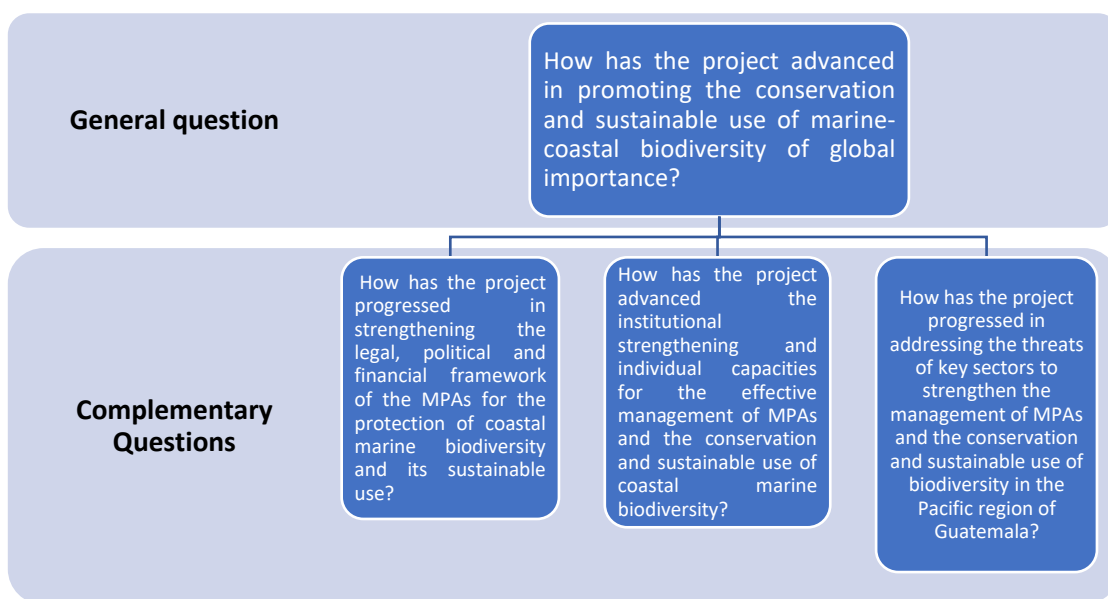 General question
How has the project advanced
in promoting the conservation
and sustainable use of marine-
coastal biodiversity of global
importance?
Complementary
Questions
How has the project
progressed in
strengthening the
legal, political and
financial framework
of the MPAs for the
protection of coastal
marine biodiversity
and its sustainable
use?
How has the project
advanced the
institutional
strengthening and
individual capacities
for the effective
management of MPAs
and the conservation
and sustainable use of
coastal marine
biodiversity?
How has the project
progressed in
addressing the threats
of key sectors to
strengthen the
management of MPAs
and the conservation
and sustainable use of
biodiversity in the
Pacific region of
Guatemala?